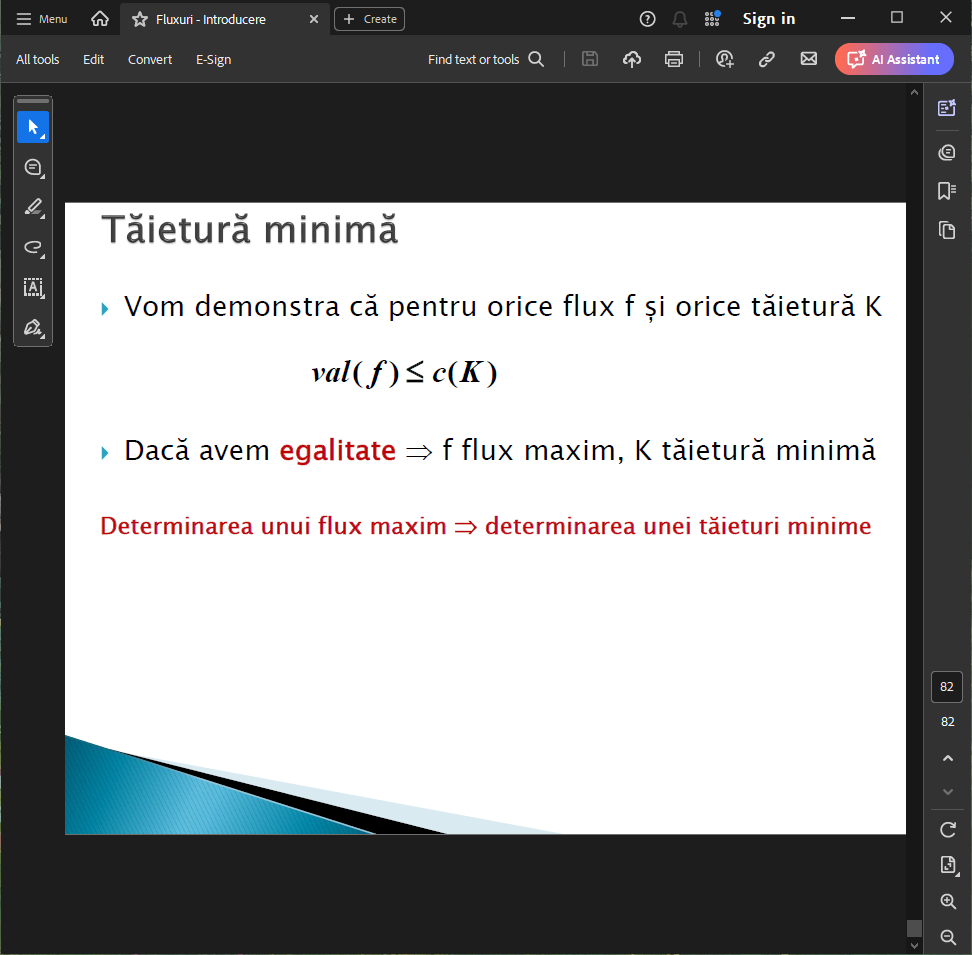 Menu
Fluxuri - Introducere
Create
Sign in
All tools
Edit
Convert
E-Sign
Find text or tools
AI Assistant
Tăietură minimă
Vom demonstra că pentru orice flux f și orice tăietură K
val(f) ≤ c(K)
Dacă avem egalitate ⇒ f flux maxim, K tăietură minimă
Determinarea unui flux maxim ⇒ determinarea unei tăieturi minime
82
82